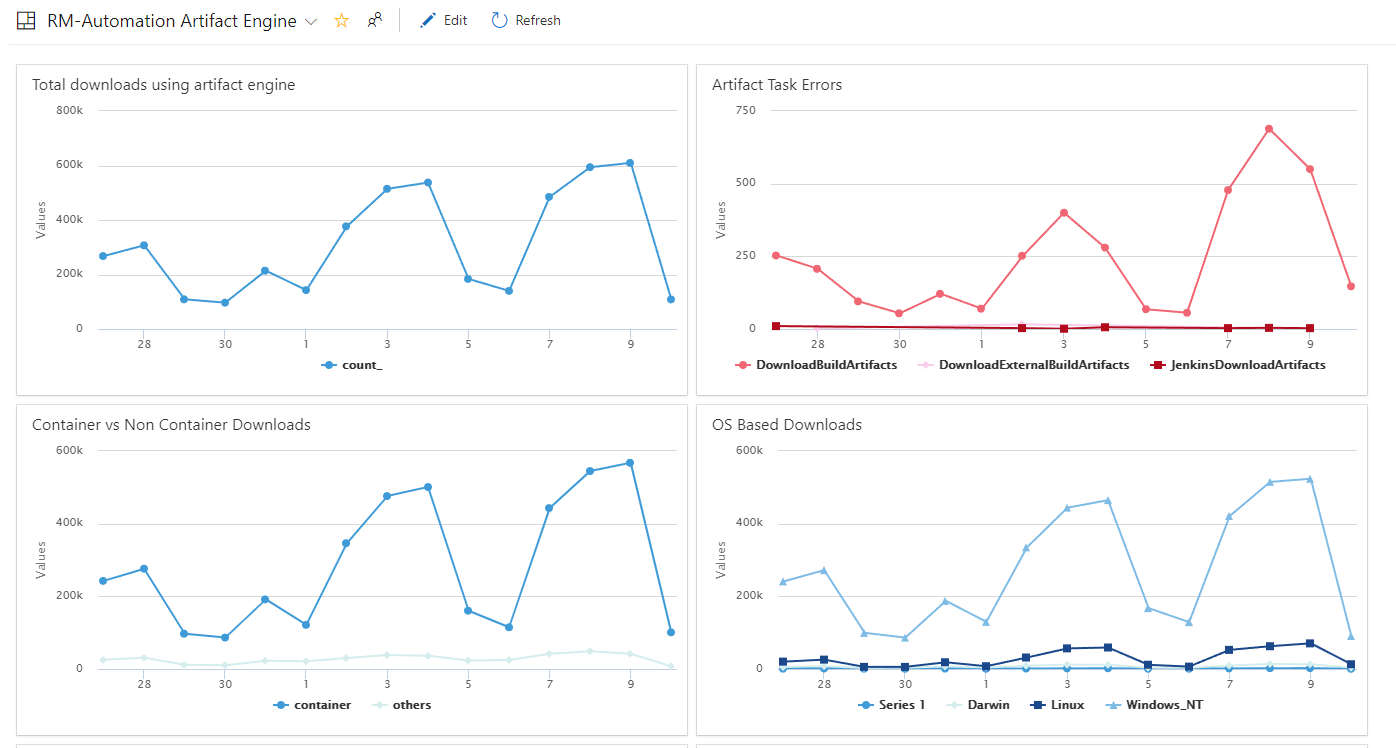 RM-Automation Artifact Engine Edit Refresh
Total downloads using artifact engine
800k
600k
400k
200k
0
Values
28 30 1 3 5 7 9
count_
Artifact Task Errors
750
500
250
0
Values
28 30 1 3 5 7 9
DownloadBuildArtifacts DownloadExternalBuildArtifacts JenkinsDownloadArtifacts
Container vs Non Container Downloads
600k
400k
200k
0
Values
28 30 1 3 5 7 9
container others
OS Based Downloads
600k
400k
200k
0
Values
28 30 1 3 5 7 9
Series 1 Darwin Linux Windows_NT